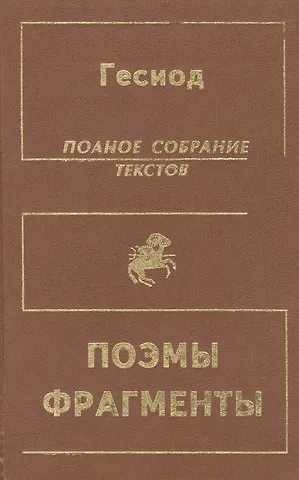 Гесиод
ПОЛНОЕ СОБРАНИЕ
ТЕКСТОВ
ПОЭМЫ
ФРАГМЕНТЫ